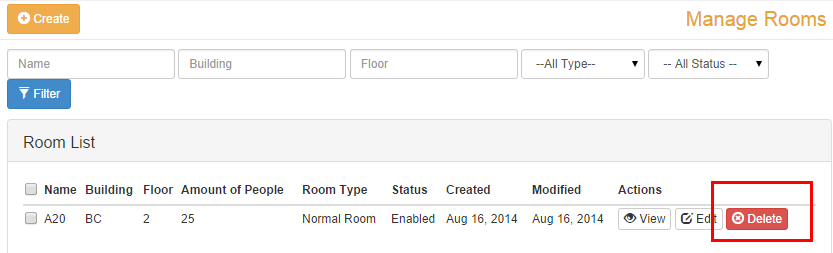 Create
Manage Rooms
Name Building Floor --All Type-- -- All Status --
Filter
Room List
Name Building Floor Amount of People Room Type Status Created Modified Actions
A20 BC 2 25 Normal Room Enabled Aug 16, 2014 Aug 16, 2014 View Edit Delete